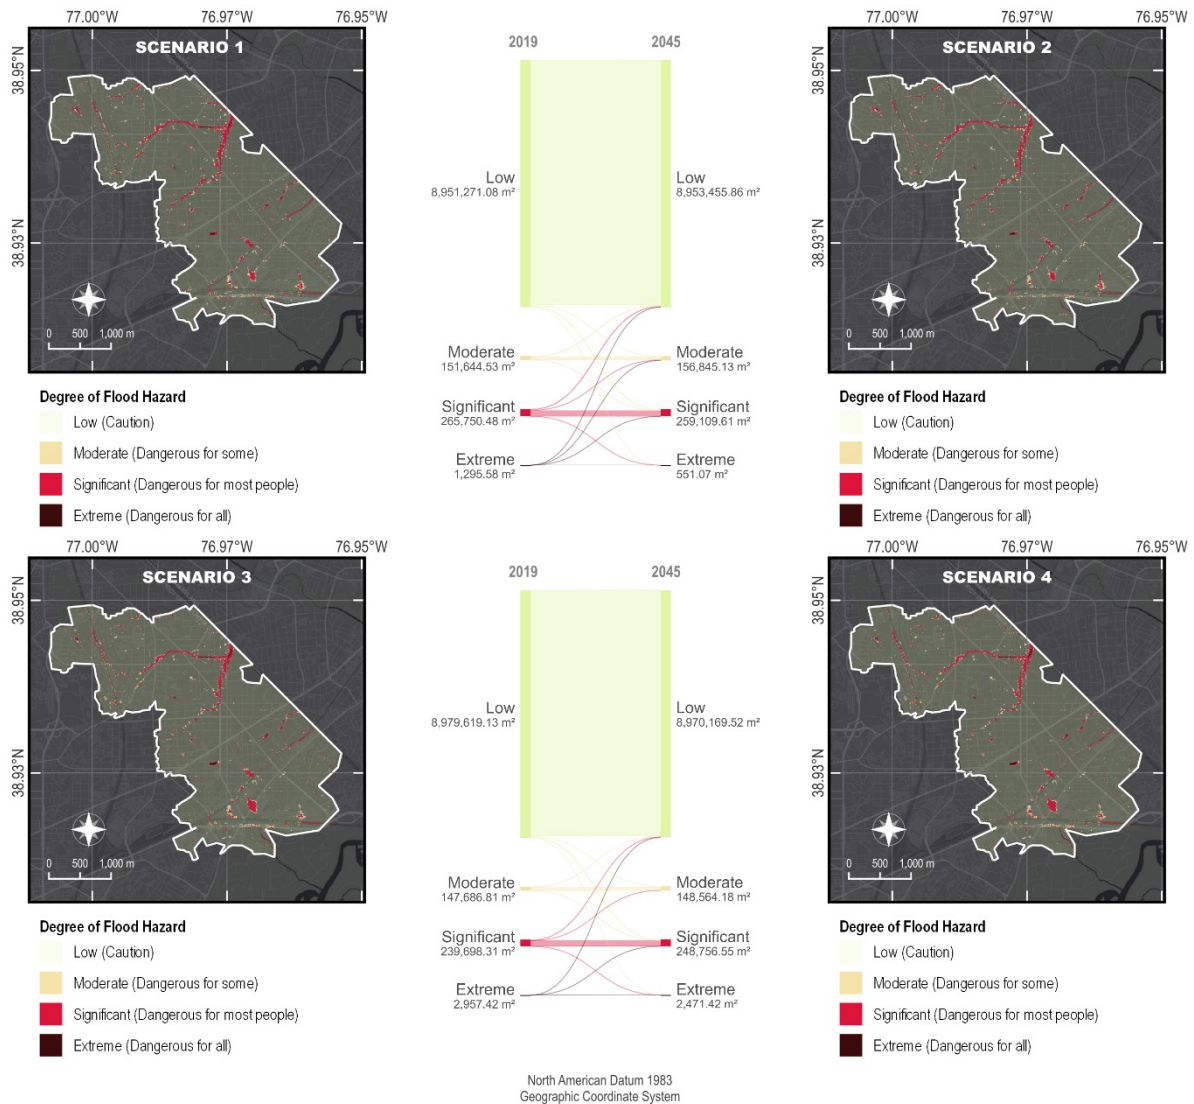 77.00°W 76.97°W 76.95°W
38.95°N
38.93°N
SCENARIO 1
0 500 1,000 m
Degree of Flood Hazard
Low (Caution)
Moderate (Dangerous for some)
Significant (Dangerous for most people)
Extreme (Dangerous for all)
2019 2045
Low
8,951,271.08 m²
Low
8,953,455.86 m²
Moderate
151,644.53 m²
Moderate
156,845.13 m²
Significant
265,750.48 m²
Significant
259,109.61 m²
Extreme
1,295.58 m²
Extreme
551.07 m²
77.00°W 76.97°W 76.95°W
38.95°N
38.93°N
SCENARIO 2
0 500 1,000 m
Degree of Flood Hazard
Low (Caution)
Moderate (Dangerous for some)
Significant (Dangerous for most people)
Extreme (Dangerous for all)
77.00°W 76.97°W 76.95°W
38.95°N
38.93°N
SCENARIO 3
0 500 1,000 m
Degree of Flood Hazard
Low (Caution)
Moderate (Dangerous for some)
Significant (Dangerous for most people)
Extreme (Dangerous for all)
2019 2045
Low
8,979,619.13 m²
Low
8,970,169.52 m²
Moderate
147,686.81 m²
Moderate
148,564.18 m²
Significant
239,698.31 m²
Significant
248,756.55 m²
Extreme
2,957.42 m²
Extreme
2,471.42 m²
77.00°W 76.97°W 76.95°W
38.95°N
38.93°N
SCENARIO 4
0 500 1,000 m
Degree of Flood Hazard
Low (Caution)
Moderate (Dangerous for some)
Significant (Dangerous for most people)
Extreme (Dangerous for all)
North American Datum 1983
Geographic Coordinate System